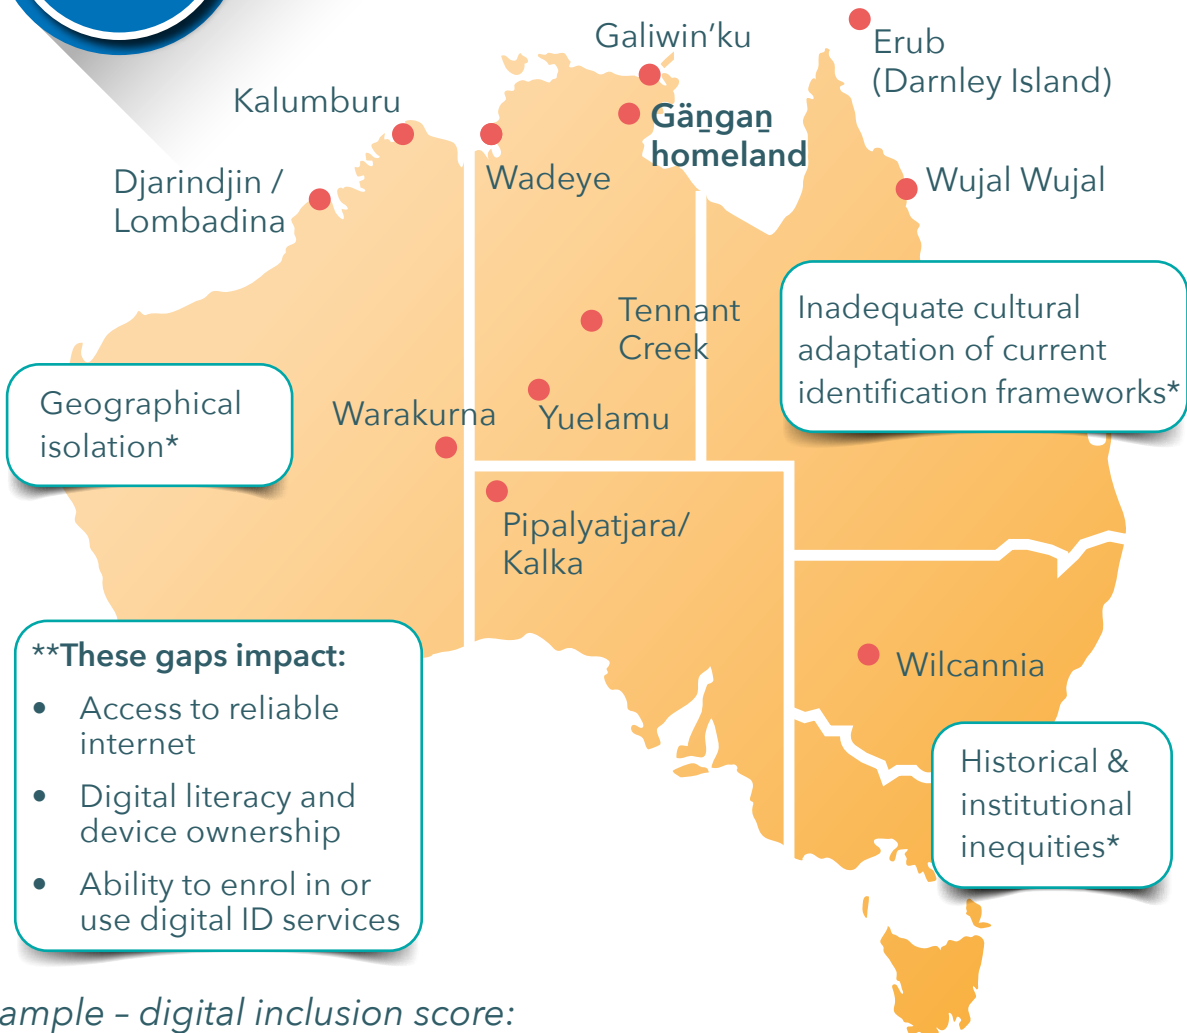 Galiwin’ku
Erub
(Darnley Island)
Kalumburu
Gäṉgaṉ
homeland
Djarindjin /
Lombadina
Wadeye
Wujal Wujal
Tennant
Creek
Inadequate cultural
adaptation of current
identification frameworks*
Geographical
isolation*
Warakurna
Yuelamu
Pipalyatjara/
Kalka
**These gaps impact:
• Access to reliable
internet
• Digital literacy and
device ownership
• Ability to enrol in or
use digital ID services
Wilcannia
Historical &
institutional
inequities*
ample – digital inclusion score: